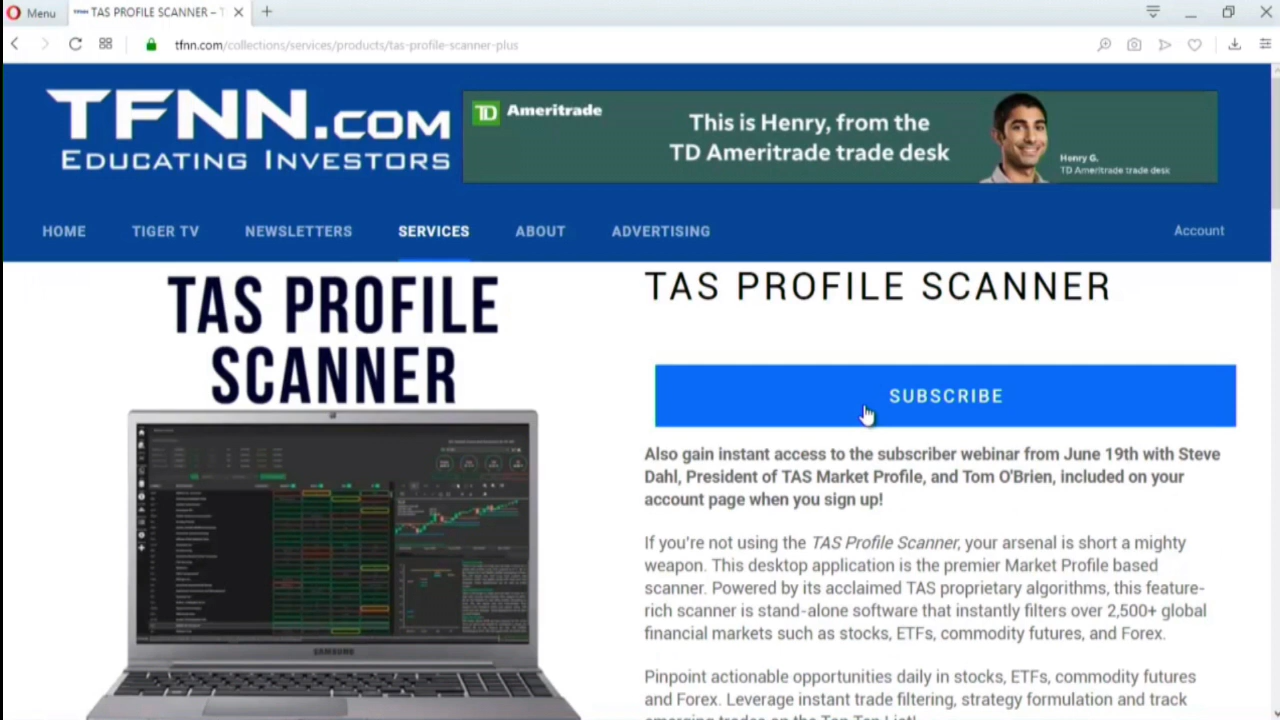 Menu
TAS PROFILE SCANNER – T
tfnn.com/collections/services/products/tas-profile-scanner-plus
TFNN.COM
EDUCATING INVESTORS
TD Ameritrade
This is Henry, from the
TD Ameritrade trade desk
Henry G.
TD Ameritrade trade desk
HOME TIGER TV NEWSLETTERS SERVICES ABOUT ADVERTISING Account
TAS PROFILE
SCANNER
SAMSUNG
TAS PROFILE SCANNER
SUBSCRIBE
Also gain instant access to the subscriber webinar from June 19th with Steve
Dahl, President of TAS Market Profile, and Tom O'Brien, included on your
account page when you sign up!
If you're not using the TAS Profile Scanner, your arsenal is short a mighty
weapon. This desktop application is the premier Market Profile based
scanner. Powered by its acclaimed TAS proprietary algorithms, this feature-
rich scanner is stand-alone software that instantly filters over 2,500+ global
financial markets such as stocks, ETFs, commodity futures, and Forex.
Pinpoint actionable opportunities daily in stocks, ETFs, commodity futures
and Forex. Leverage instant trade filtering, strategy formulation and track
emerging trades on the Top Ten List!